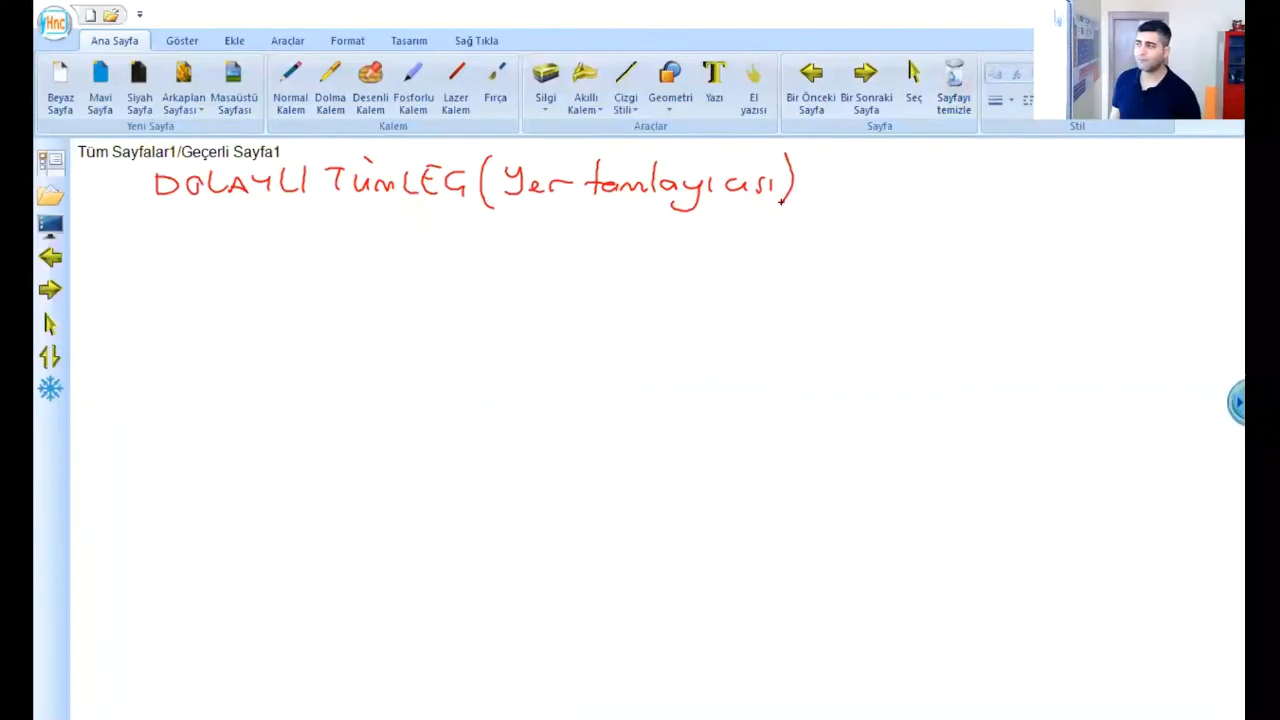 Hnc
Ana Sayfa Göster Ekle Araçlar Format Tasarım Sağ Tıkla
Beyaz Sayfa Mavi Sayfa Siyah Sayfa Arkaplan Sayfası Masaüstü Sayfası
Normal Kalem Dolma Kalem Desenli Kalem Fosforlu Kalem Lazer Kalem Fırça
Silgi Akıllı Kalem Çizgi Stili Geometri Yazı El yazısı
Bir Önceki Sayfa Bir Sonraki Sayfa Seç Sayfayı temizle
Yeni Sayfa Kalem Araçlar Sayfa Stil
Tüm Sayfalar1/Geçerli Sayfa1
DOLAYLI TÜMLEG (Yer tamlayıcısı)